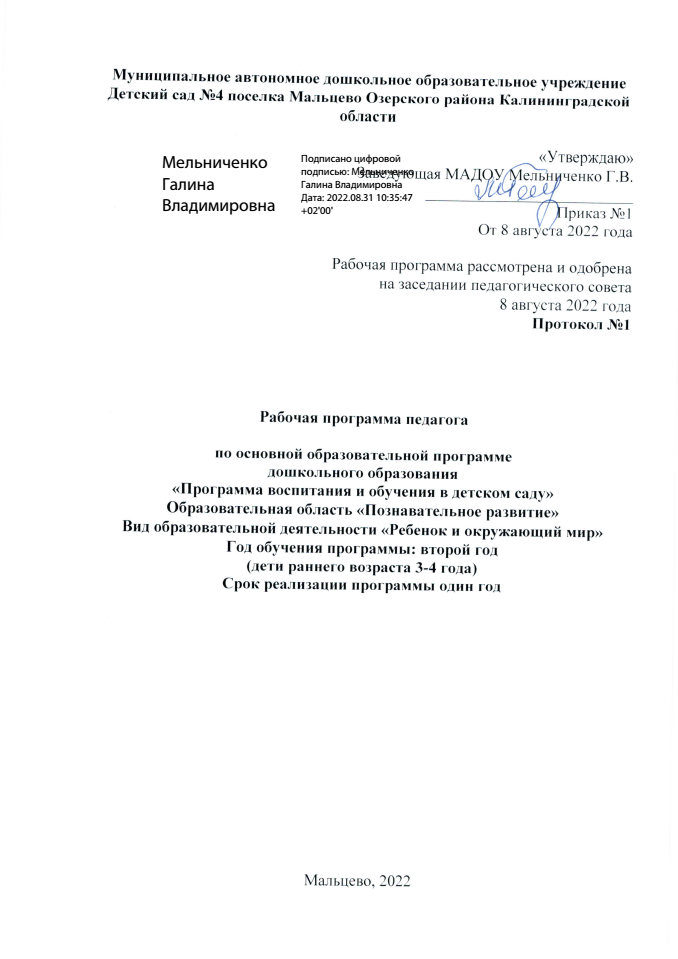 Муниципальное автономное дошкольное образовательное учреждение
Детский сад №4 поселка Мальцево Озерского района Калининградской
области
Мельниченко
Галина
Владимировна
Подписано цифровой
подписью: Мельниченко
Галина Владимировна
Дата: 2022.08.31 10:35:47
+02'00'
«Утверждаю»
Заведующая МАДОУ Мельниченко Г.В.
Приказ №1
От 8 августа 2022 года
Рабочая программа рассмотрена и одобрена
на заседании педагогического совета
8 августа 2022 года
Протокол №1
Рабочая программа педагога
по основной образовательной программе
дошкольного образования
«Программа воспитания и обучения в детском саду»
Образовательная область «Познавательное развитие»
Вид образовательной деятельности «Ребенок и окружающий мир»
Год обучения программы: второй год
(дети раннего возраста 3-4 года)
Срок реализации программы один год
Мальцево, 2022